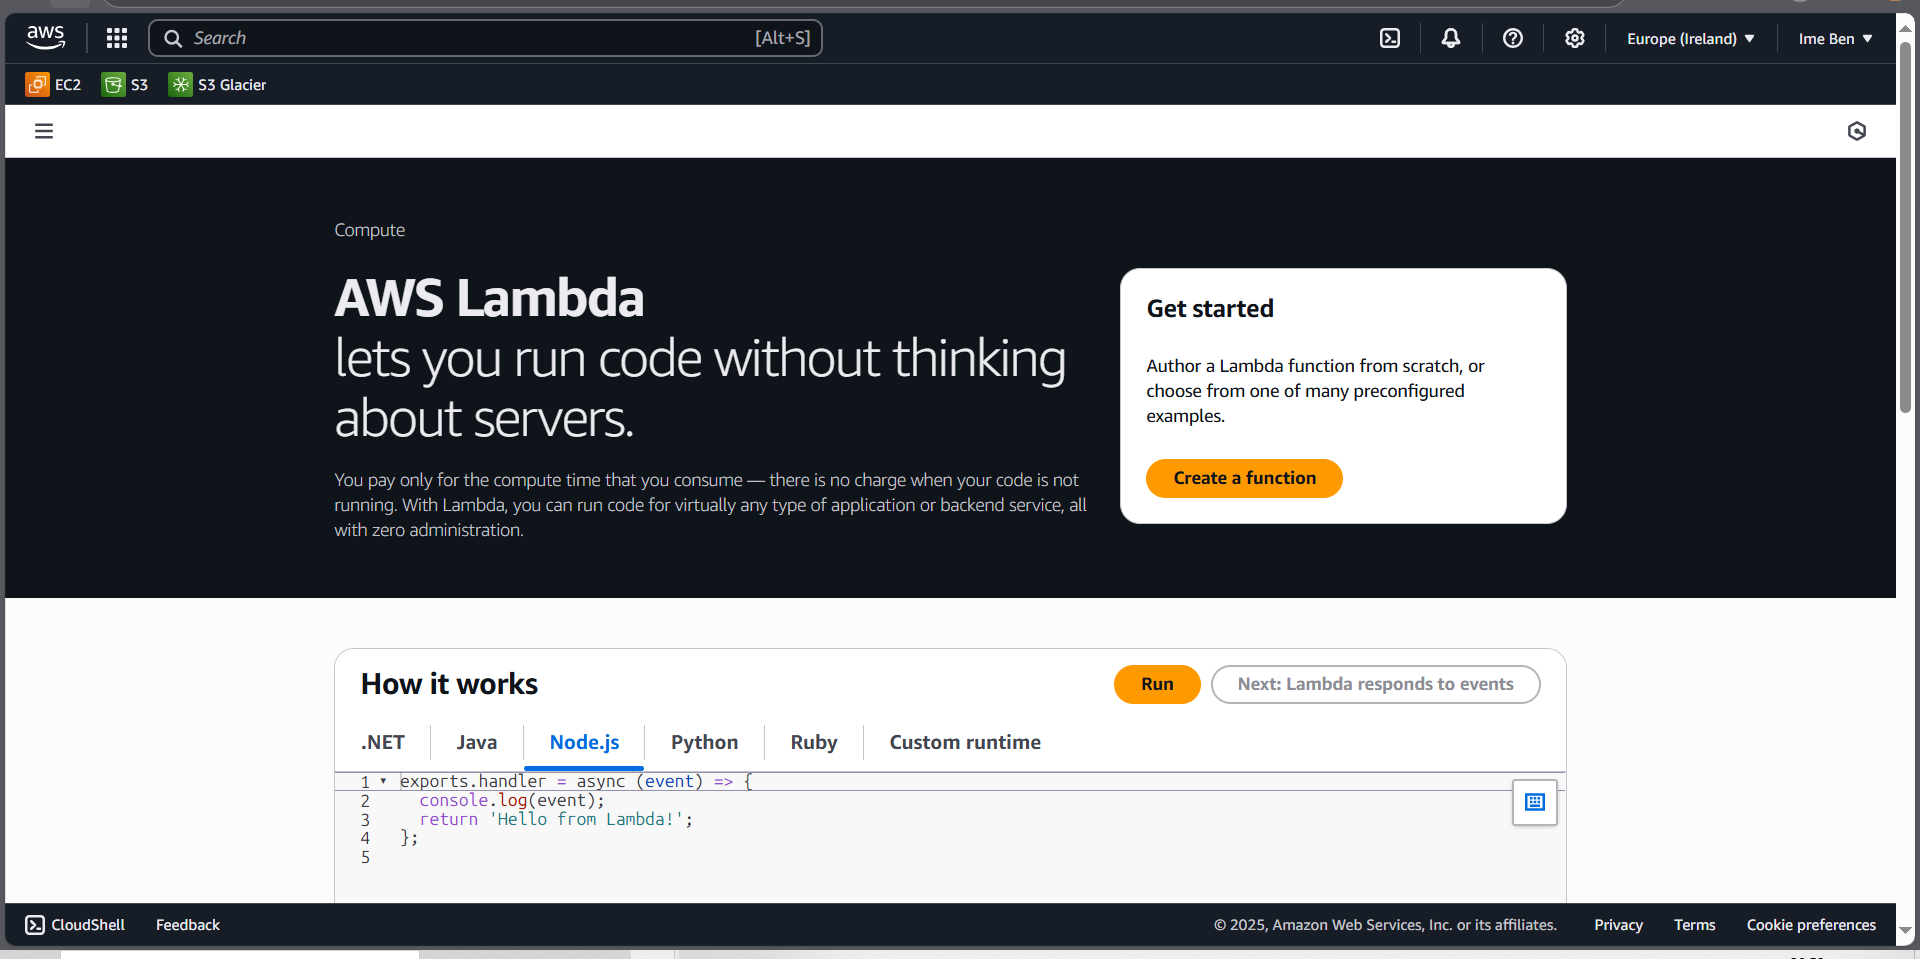 aws
Search [Alt+S]
Europe (Ireland)
Ime Ben
EC2
S3
S3 Glacier
Compute
AWS Lambda
lets you run code without thinking
about servers.
You pay only for the compute time that you consume — there is no charge when your code is not
running. With Lambda, you can run code for virtually any type of application or backend service, all
with zero administration.
Get started
Author a Lambda function from scratch, or
choose from one of many preconfigured
examples.
Create a function
How it works
Run
Next: Lambda responds to events
.NET
Java
Node.js
Python
Ruby
Custom runtime
1 exports.handler = async (event) => {
2 console.log(event);
3 return 'Hello from Lambda!';
4 };
5
CloudShell
Feedback
© 2025, Amazon Web Services, Inc. or its affiliates.
Privacy
Terms
Cookie preferences